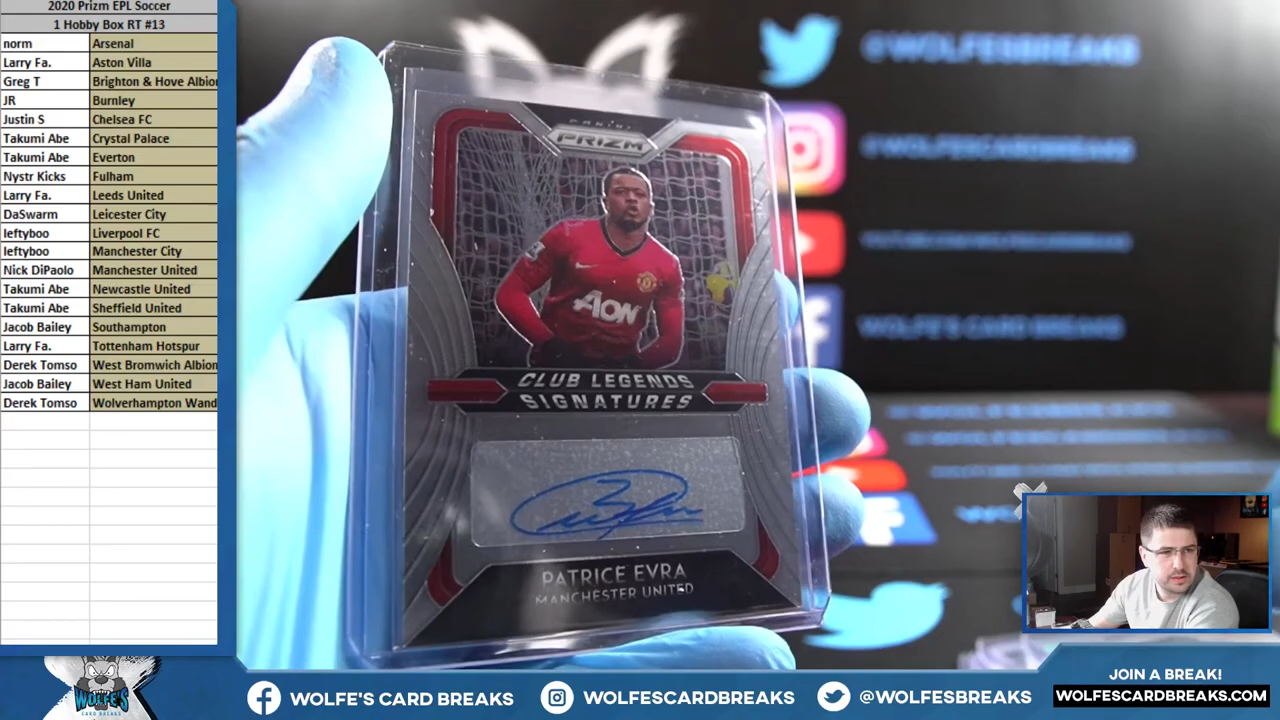 2020 Prizm EPL Soccer
1 Hobby Box RT #13
norm Arsenal
Larry Fa. Aston Villa
Greg T Brighton & Hove Albion
JR Burnley
Justin S Chelsea FC
Takumi Abe Crystal Palace
Takumi Abe Everton
Nystr Kicks Fulham
Larry Fa. Leeds United
DaSwarm Leicester City
leftyboo Liverpool FC
leftyboo Manchester City
Nick DiPaolo Manchester United
Takumi Abe Newcastle United
Takumi Abe Sheffield United
Jacob Bailey Southampton
Larry Fa. Tottenham Hotspur
Derek Tomso West Bromwich Albion
Jacob Bailey West Ham United
Derek Tomso Wolverhampton Wand
@WOLFESBREAKS
@WOLFESCARDBREAKS
WOLFE'S CARD BREAKS
PANINI
PRIZM
AON
CLUB LEGENDS
SIGNATURES
PATRICE EVRA
MANCHESTER UNITED
WOLFE'S
CARD BREAKS
WOLFE'S CARD BREAKS
WOLFESCARDBREAKS
@WOLFESBREAKS
JOIN A BREAK!
WOLFESCARDBREAKS.COM